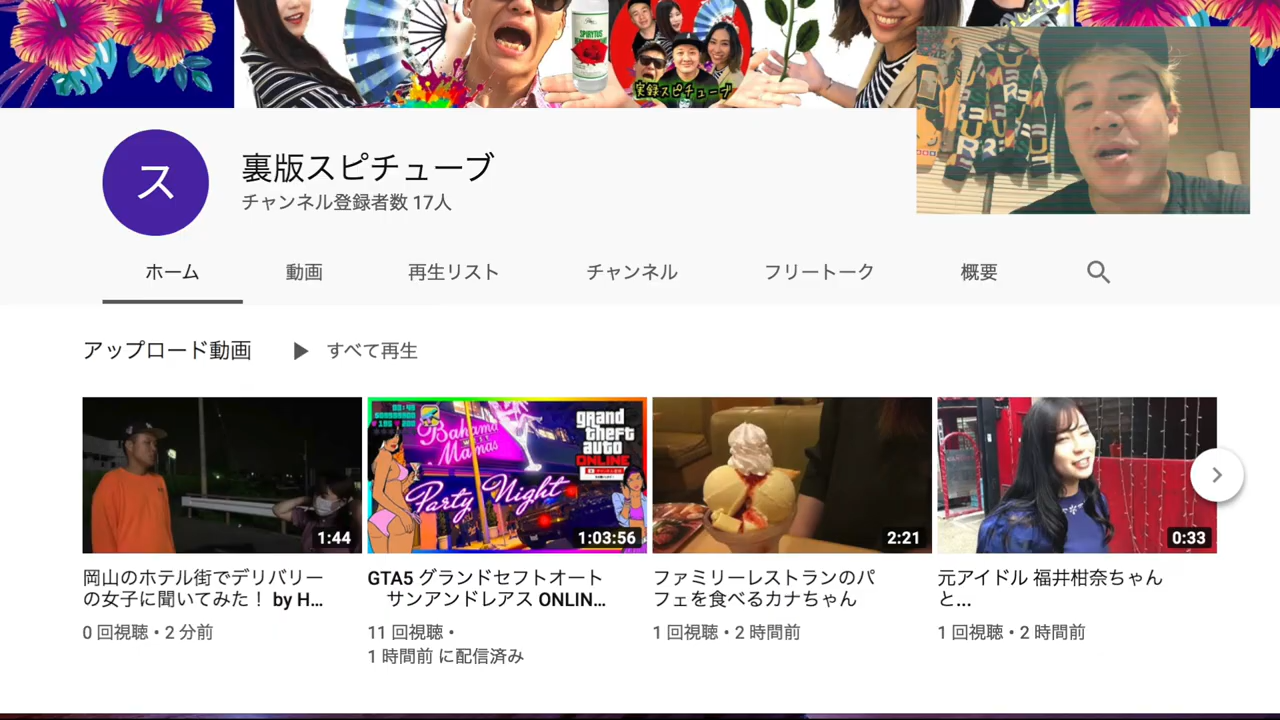 SPIRYTUS
実録スピチューブ
ス
裏版スピチューブ
チャンネル登録者数 17人
ホーム
動画
再生リスト
チャンネル
フリートーク
概要
アップロード動画
すべて再生
1:44
Bahama Mamas
Party Night
grand
theft
auto
ONLINE
1:03:56
2:21
0:33
岡山のホテル街でデリバリー
の女子に聞いてみた！ by H...
0 回視聴・2 分前
GTA5 グランドセフトオート
サンアンドレアス ONLIN...
11 回視聴・
1 時間前 に配信済み
ファミリーレストランのパ
フェを食べるカナちゃん
1 回視聴・2 時間前
元アイドル 福井柑奈ちゃん
と...
1 回視聴・2 時間前